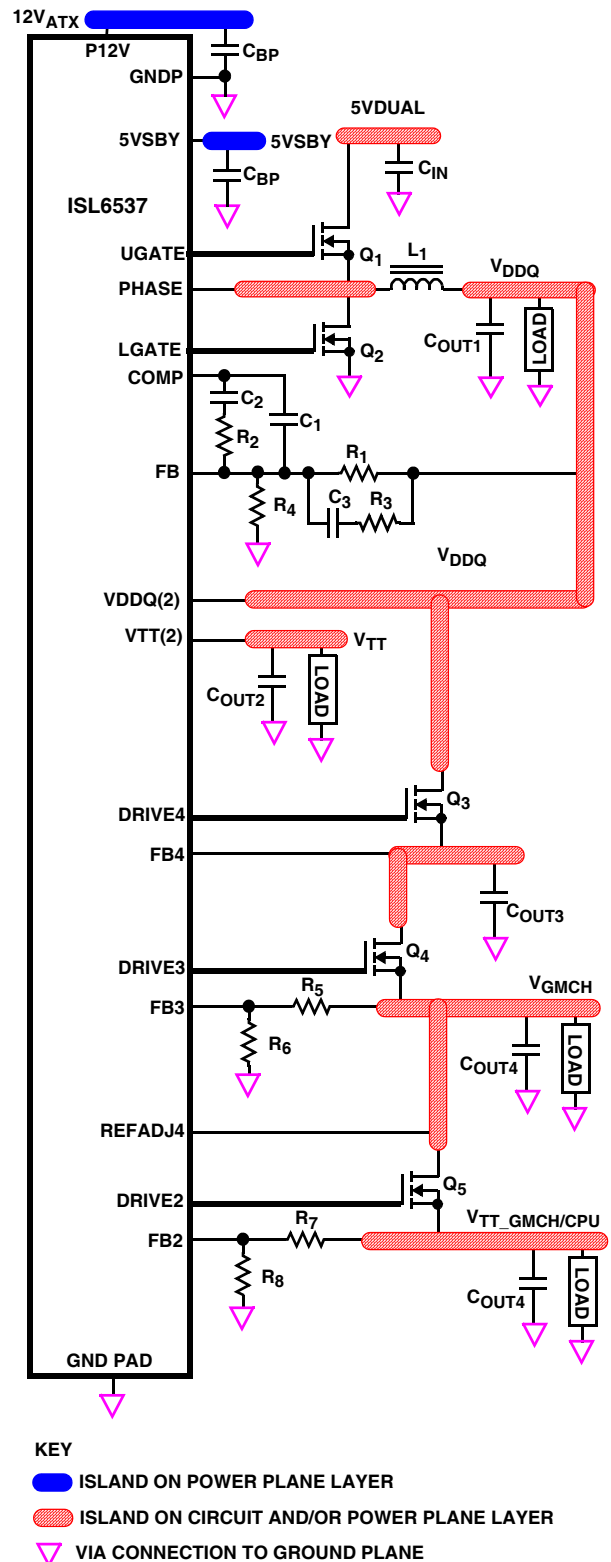 12VATX
P12V
CBP
GNDP
5VDUAL
5VSBY
5VSBY
CIN
CBP
ISL6537
UGATE
Q1
L1
VDDQ
PHASE
COUT1
LOAD
LGATE
Q2
COMP
C2
C1
R2
FB
R1
R4
C3
R3
VDDQ
VDDQ(2)
VTT(2)
VTT
COUT2
LOAD
Q3
DRIVE4
FB4
COUT3
Q4
DRIVE3
R5
VGMCH
FB3
R6
COUT4
LOAD
REFADJ4
Q5
DRIVE2
R7
VTT_GMCH/CPU
FB2
R8
COUT4
LOAD
GND PAD
KEY
ISLAND ON POWER PLANE LAYER
ISLAND ON CIRCUIT AND/OR POWER PLANE LAYER
VIA CONNECTION TO GROUND PLANE